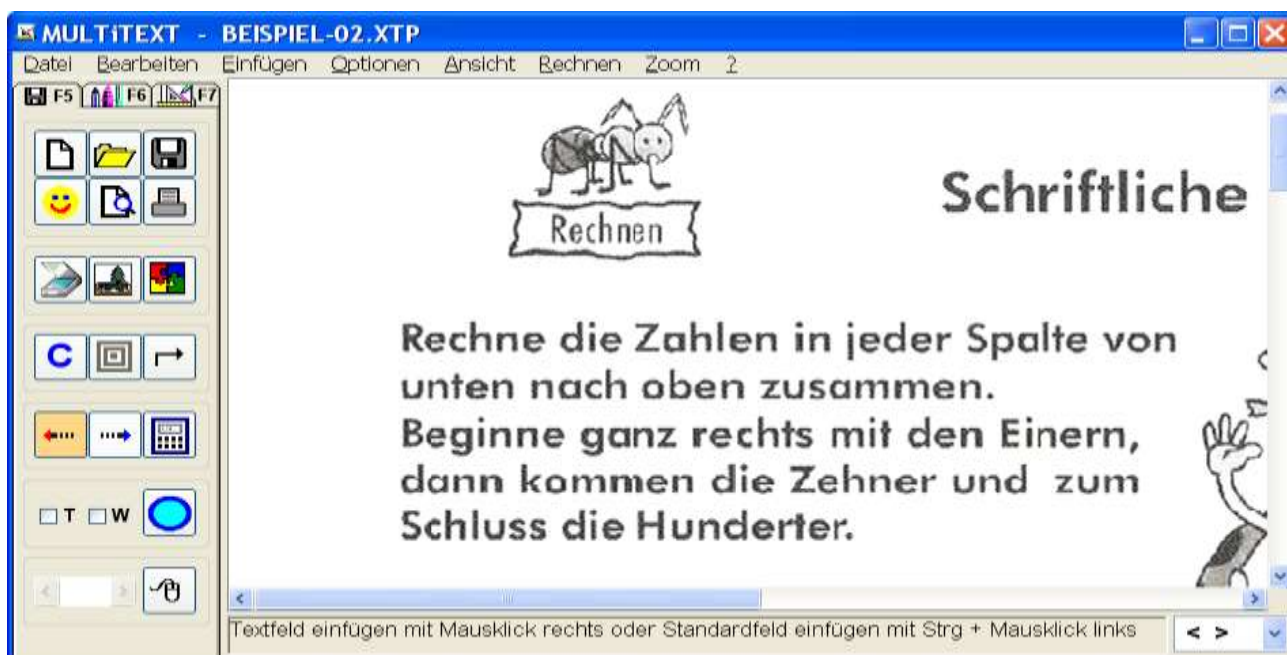 MULTiTEXT - BEISPIEL-02.XTP
Datei Bearbeiten Einfügen Optionen Ansicht Rechnen Zoom ?
F5 F6 F7
Rechnen
Schriftliche
Rechne die Zahlen in jeder Spalte von
unten nach oben zusammen.
Beginne ganz rechts mit den Einern,
dann kommen die Zehner und zum
Schluss die Hunderter.
C
T W
Textfeld einfügen mit Mausklick rechts oder Standardfeld einfügen mit Strg + Mausklick links
< >